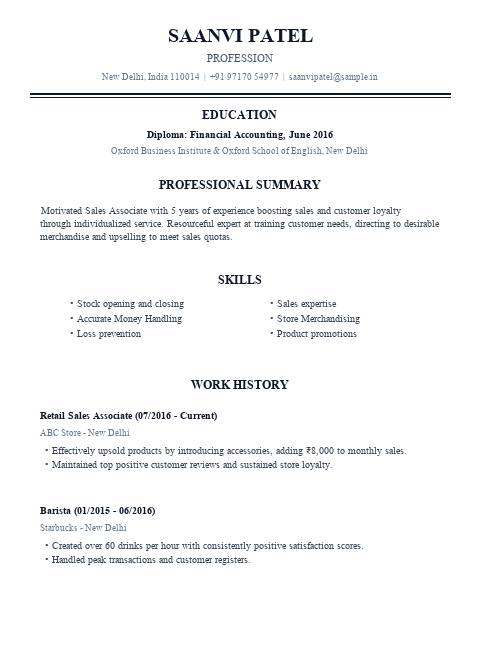 SAANVI PATEL
PROFESSION
New Delhi, India 110014 | +91 97170 54977 | saanvipatel@sample.in
EDUCATION
Diploma: Financial Accounting, June 2016
Oxford Business Institute & Oxford School of English, New Delhi
PROFESSIONAL SUMMARY
Motivated Sales Associate with 5 years of experience boosting sales and customer loyalty
through individualized service. Resourceful expert at training customer needs, directing to desirable
merchandise and upselling to meet sales quotas.
SKILLS
• Stock opening and closing
• Accurate Money Handling
• Loss prevention
• Sales expertise
• Store Merchandising
• Product promotions
WORK HISTORY
Retail Sales Associate (07/2016 - Current)
ABC Store - New Delhi
• Effectively upsold products by introducing accessories, adding ₹8,000 to monthly sales.
• Maintained top positive customer reviews and sustained store loyalty.
Barista (01/2015 - 06/2016)
Starbucks - New Delhi
• Created over 60 drinks per hour with consistently positive satisfaction scores.
• Handled peak transactions and customer registers.